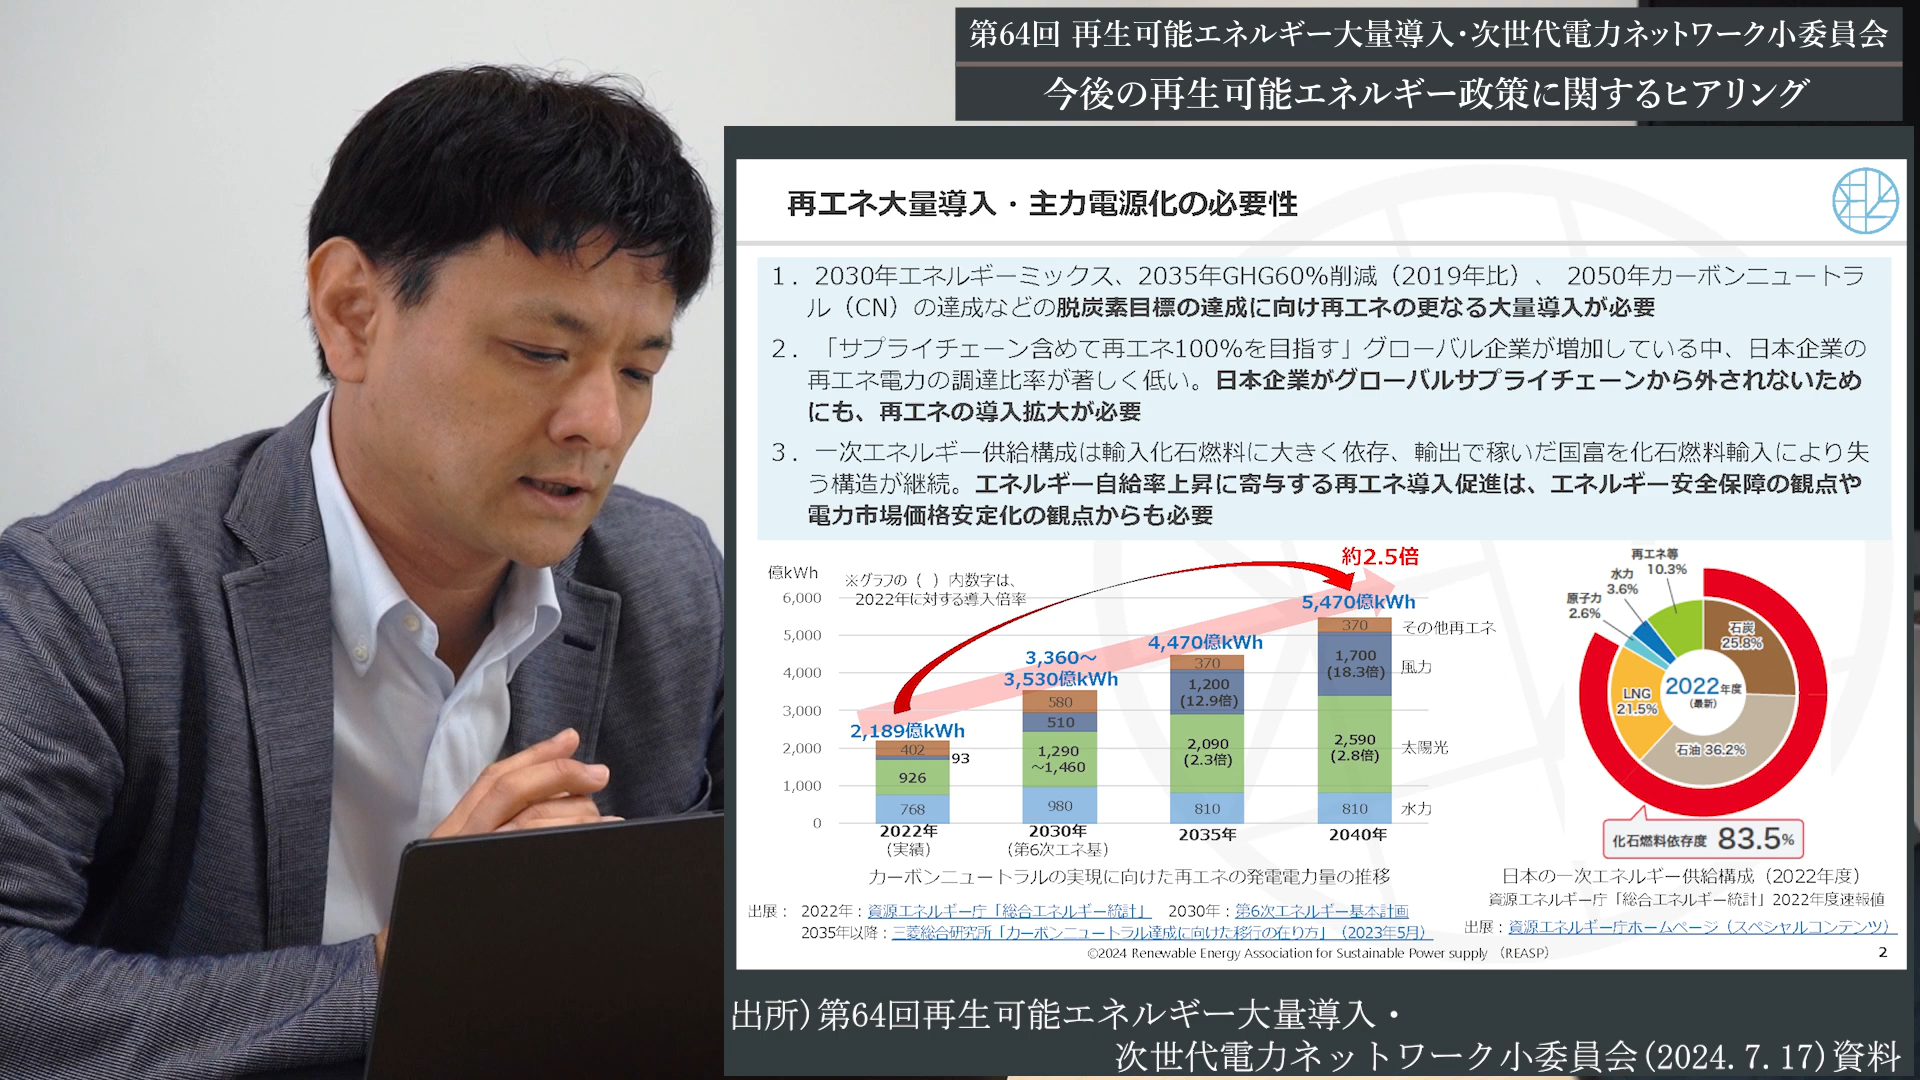 第64回 再生可能エネルギー大量導入・次世代電力ネットワーク小委員会
今後の再生可能エネルギー政策に関するヒアリング
再エネ大量導入・主力電源化の必要性
1. 2030年エネルギーミックス、2035年GHG60%削減（2019年比）、 2050年カーボンニュートラ
ル（CN）の達成などの脱炭素目標の達成に向け再エネの更なる大量導入が必要
2. 「サプライチェーン含めて再エネ100%を目指す」グローバル企業が増加している中、日本企業の
再エネ電力の調達比率が著しく低い。日本企業がグローバルサプライチェーンから外されないため
にも、再エネの導入拡大が必要
3. 一次エネルギー供給構成は輸入化石燃料に大きく依存、輸出で稼いだ国富を化石燃料輸入により失
う構造が継続。エネルギー自給率上昇に寄与する再エネ導入促進は、エネルギー安全保障の観点や
電力市場価格安定化の観点からも必要
億kWh
※グラフの（ ）内数字は、
2022年に対する導入倍率
約2.5倍
6,000
5,000
4,000
3,000
2,000
1,000
0
2,189億kWh
402
93
926
768
2022年
（実績）
3,360～
3,530億kWh
580
510
1,290
～1,460
980
2030年
（第6次エネ基）
4,470億kWh
370
1,200
(12.9倍)
2,090
(2.3倍)
810
2035年
5,470億kWh
370
1,700
(18.3倍)
2,590
(2.8倍)
810
2040年
その他再エネ
風力
太陽光
水力
カーボンニュートラルの実現に向けた再エネの発電電力量の推移
再エネ等
10.3%
水力
3.6%
原子力
2.6%
石炭
25.8%
LNG
21.5%
2022年度
（最新）
石油 36.2%
化石燃料依存度 83.5%
日本の一次エネルギー供給構成（2022年度）
資源エネルギー庁「総合エネルギー統計」2022年度速報値
出展： 2022年：資源エネルギー庁「総合エネルギー統計」 2030年：第6次エネルギー基本計画
2035年以降：三菱総合研究所「カーボンニュートラル達成に向けた移行の在り方」（2023年5月）
出展：資源エネルギー庁ホームページ（スペシャルコンテンツ）
©2024 Renewable Energy Association for Sustainable Power supply （REASP）
2
出所）第64回再生可能エネルギー大量導入・
次世代電力ネットワーク小委員会(2024.7.17)資料